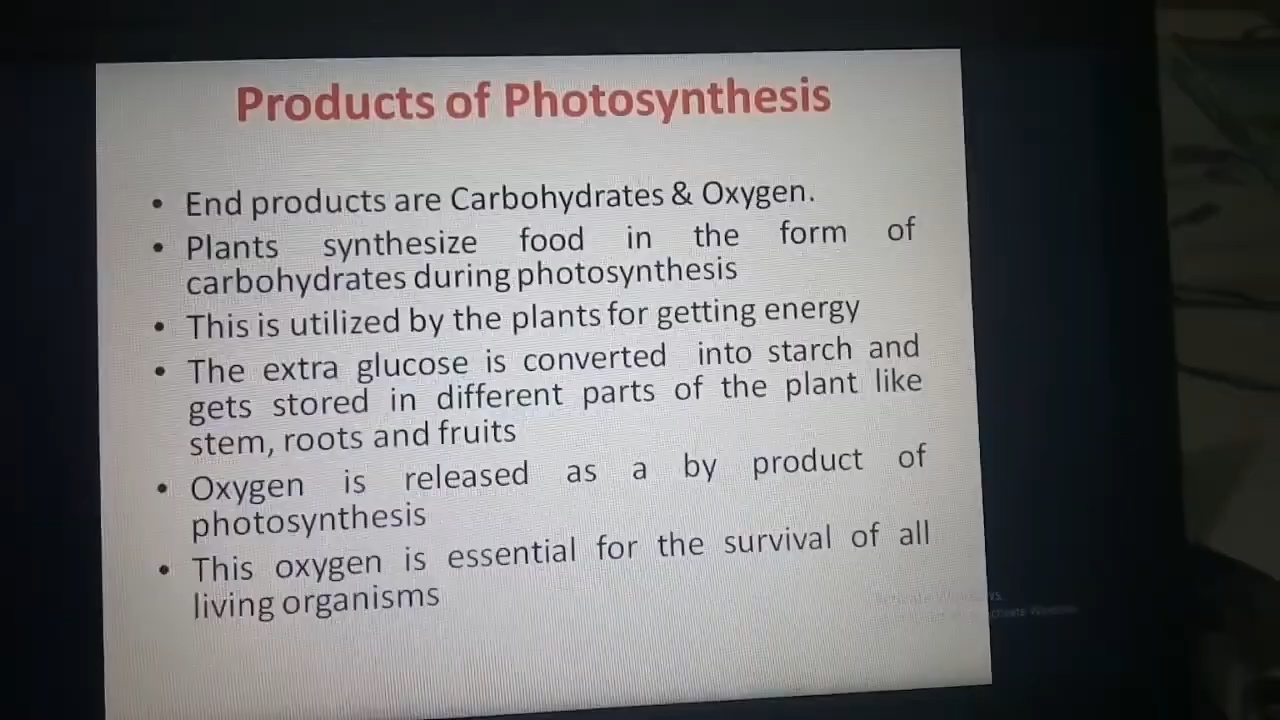 Products of Photosynthesis
• End products are Carbohydrates & Oxygen.
• Plants synthesize food in the form of
carbohydrates during photosynthesis
• This is utilized by the plants for getting energy
• The extra glucose is converted into starch and
gets stored in different parts of the plant like
stem, roots and fruits
• Oxygen is released as a by product of
photosynthesis
• This oxygen is essential for the survival of all
living organisms
Activate Windows